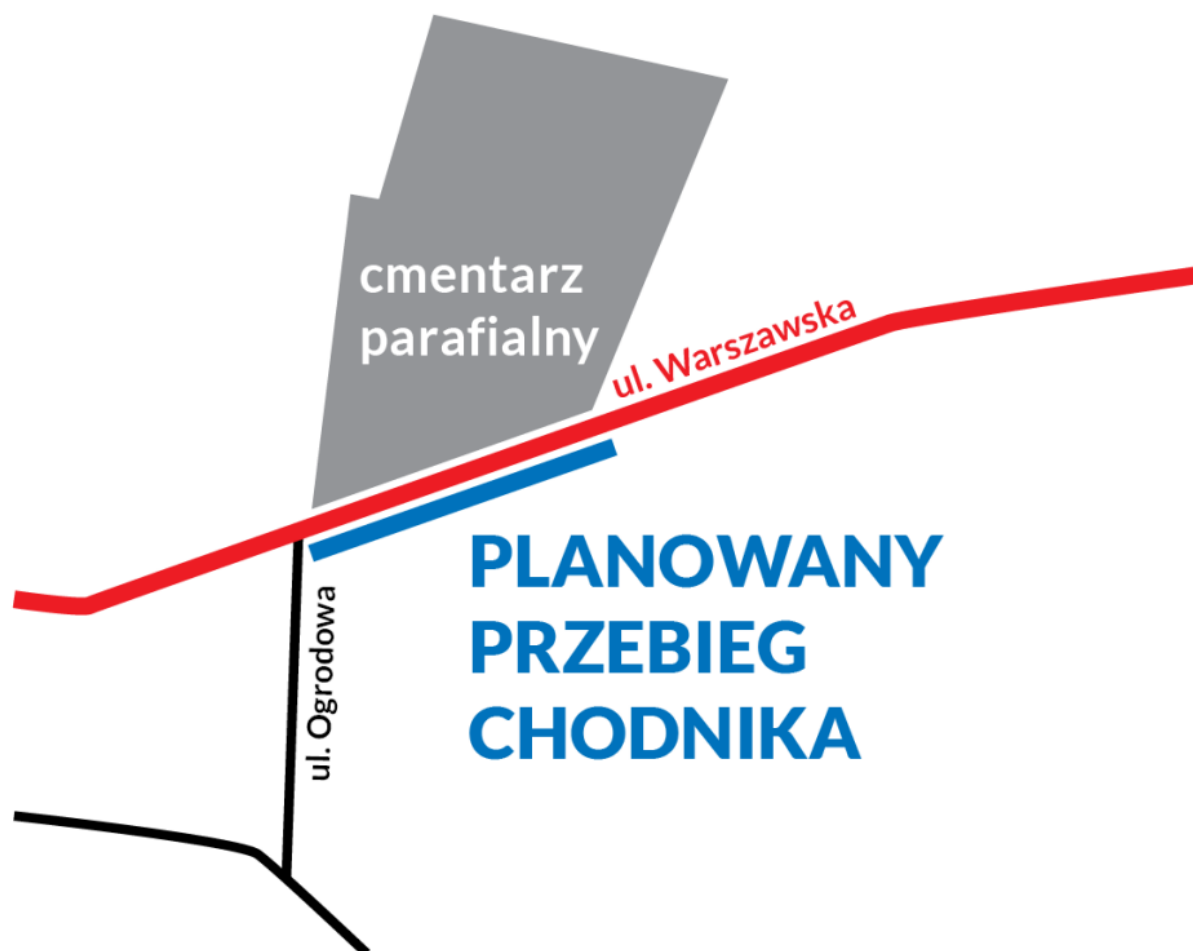 cmentarz
parafialny
ul. Warszawska
PLANOWANY
PRZEBIEG
CHODNIKA
ul. Ogrodowa